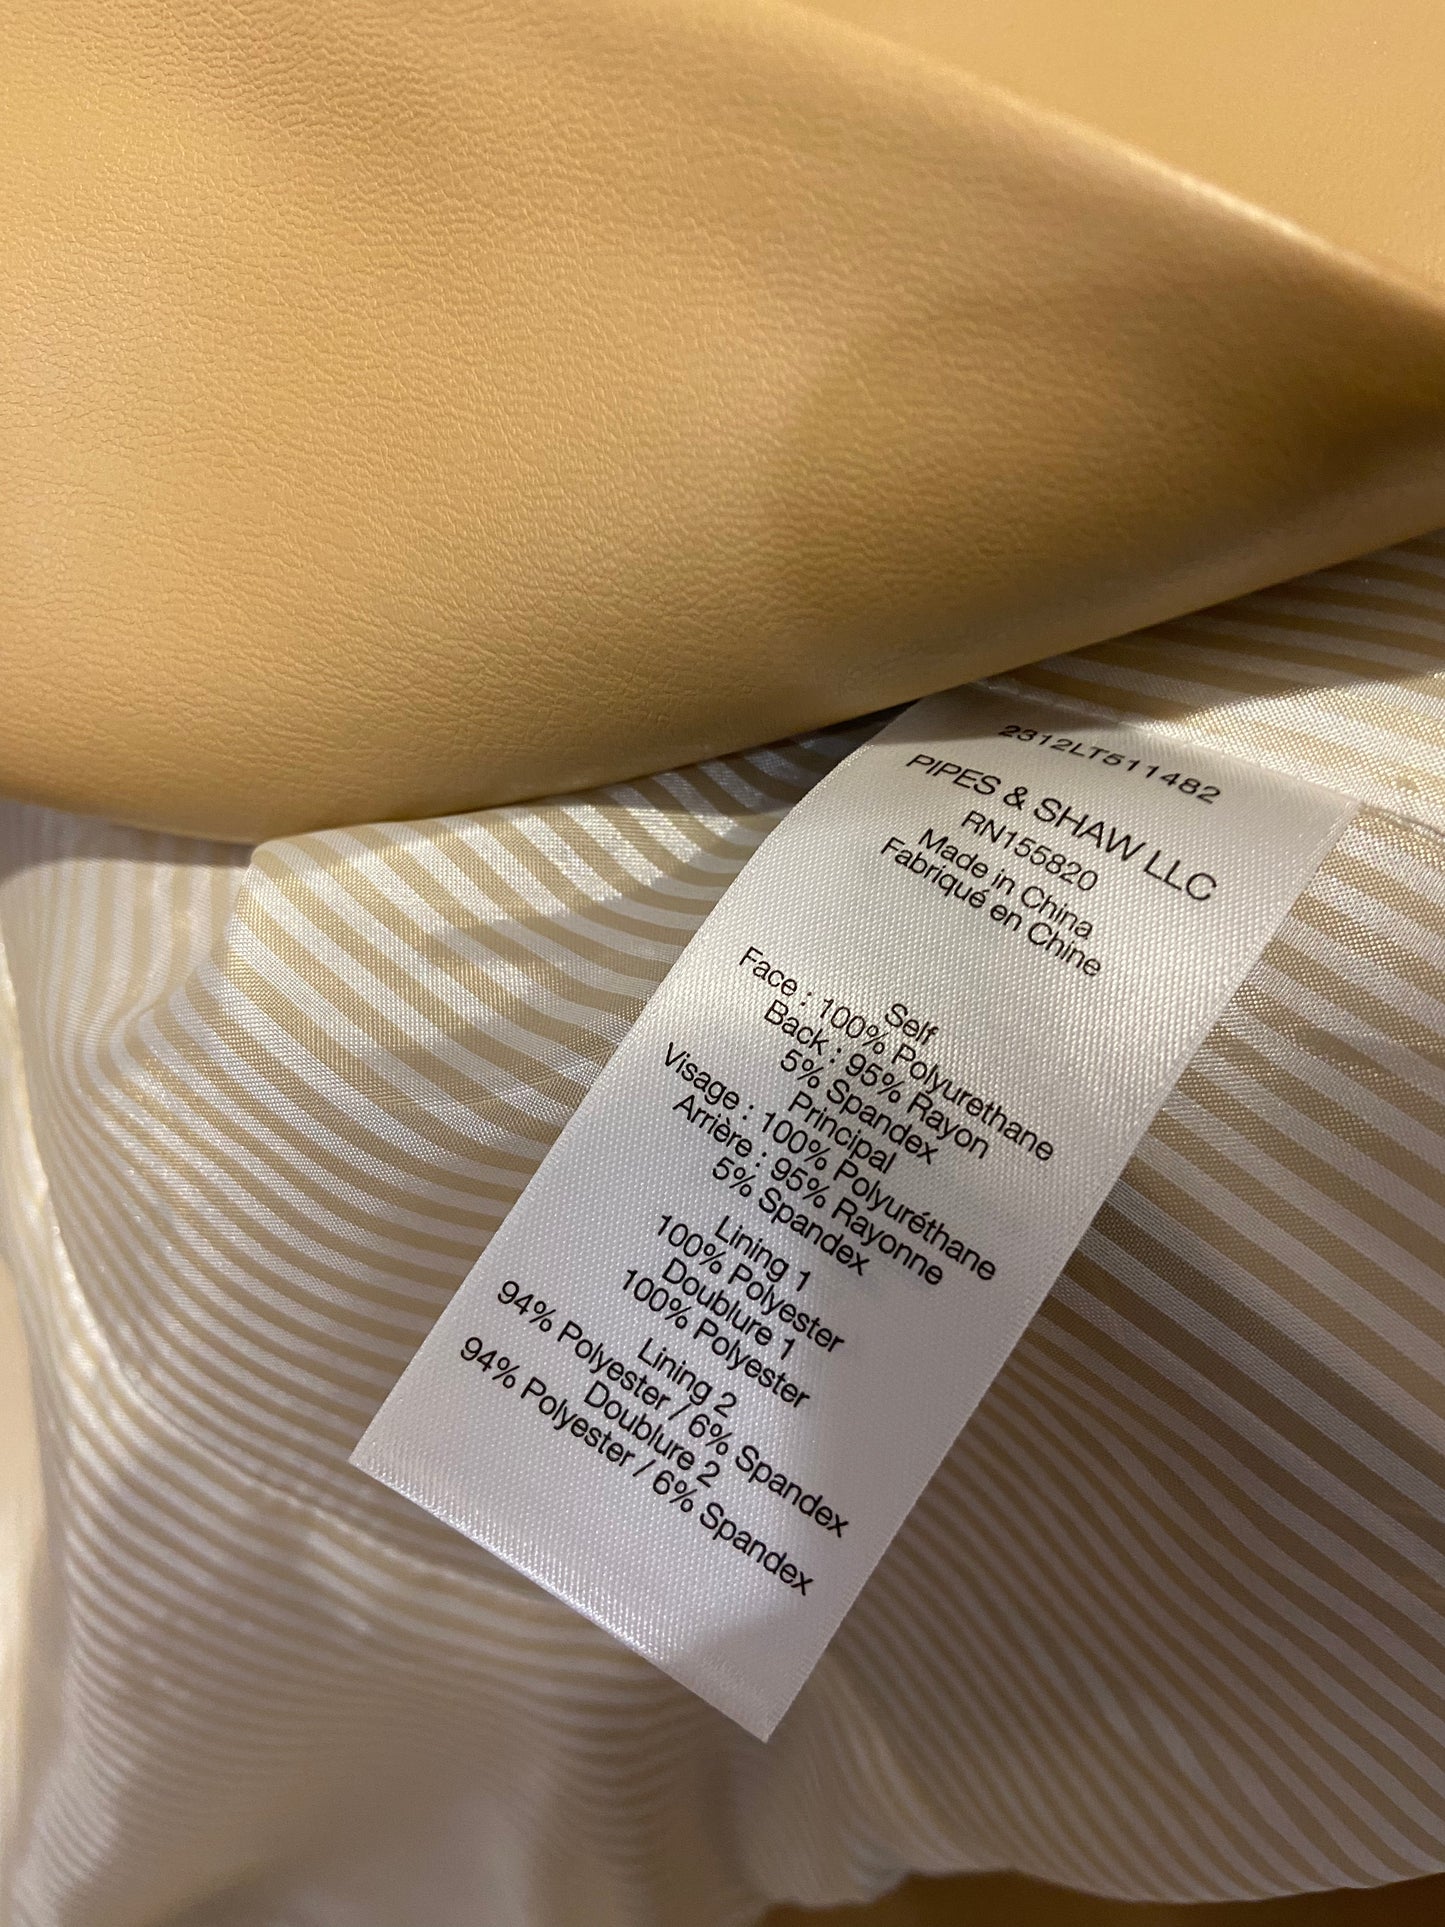 2312LT511482
PIPES & SHAW LLC
RN155820
Made in China
Fabriqué en Chine
Self
Face : 100% Polyurethane
Back : 95% Rayon
5% Spandex
Principal
Visage : 100% Polyuréthane
Arrière : 95% Rayonne
5% Spandex
Lining 1
100% Polyester
Doublure 1
100% Polyester
Lining 2
94% Polyester / 6% Spandex
Doublure 2
94% Polyester / 6% Spandex